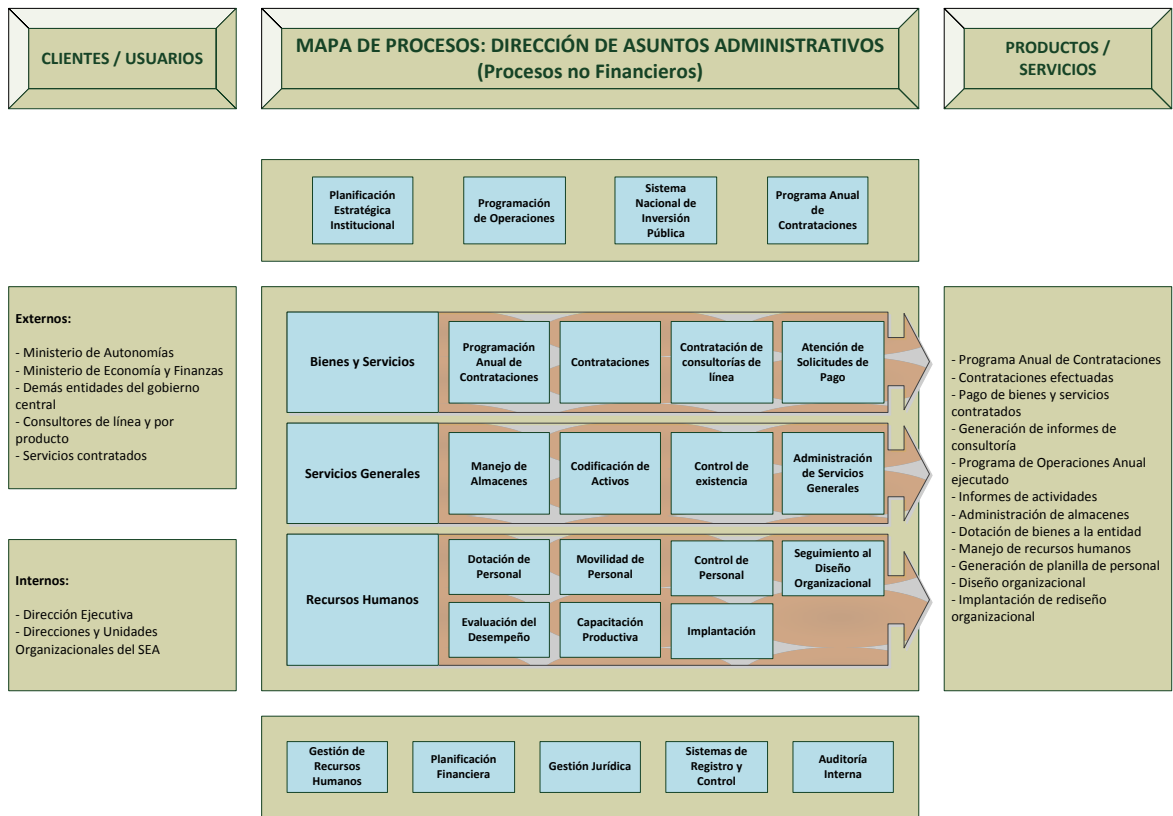 CLIENTES / USUARIOS
MAPA DE PROCESOS: DIRECCIÓN DE ASUNTOS ADMINISTRATIVOS
(Procesos no Financieros)
PRODUCTOS /
SERVICIOS
Planificación
Estratégica
Institucional
Programación
de Operaciones
Sistema
Nacional de
Inversión
Pública
Programa Anual
de
Contrataciones
Externos:
- Ministerio de Autonomías
- Ministerio de Economía y Finanzas
- Demás entidades del gobierno
central
- Consultores de línea y por
producto
- Servicios contratados
Internos:
- Dirección Ejecutiva
- Direcciones y Unidades
Organizacionales del SEA
Bienes y Servicios
Programación
Anual de
Contrataciones
Contrataciones
Contratación de
consultorías de
línea
Atención de
Solicitudes de
Pago
Servicios Generales
Manejo de
Almacenes
Codificación de
Activos
Control de
existencia
Administración
de Servicios
Generales
Recursos Humanos
Dotación de
Personal
Movilidad de
Personal
Control de
Personal
Seguimiento al
Diseño
Organizacional
Evaluación del
Desempeño
Capacitación
Productiva
Implantación
- Programa Anual de Contrataciones
- Contrataciones efectuadas
- Pago de bienes y servicios
contratados
- Generación de informes de
consultoría
- Programa de Operaciones Anual
ejecutado
- Informes de actividades
- Administración de almacenes
- Dotación de bienes a la entidad
- Manejo de recursos humanos
- Generación de planilla de personal
- Diseño organizacional
- Implantación de rediseño
organizacional
Gestión de
Recursos
Humanos
Planificación
Financiera
Gestión Jurídica
Sistemas de
Registro y
Control
Auditoría
Interna